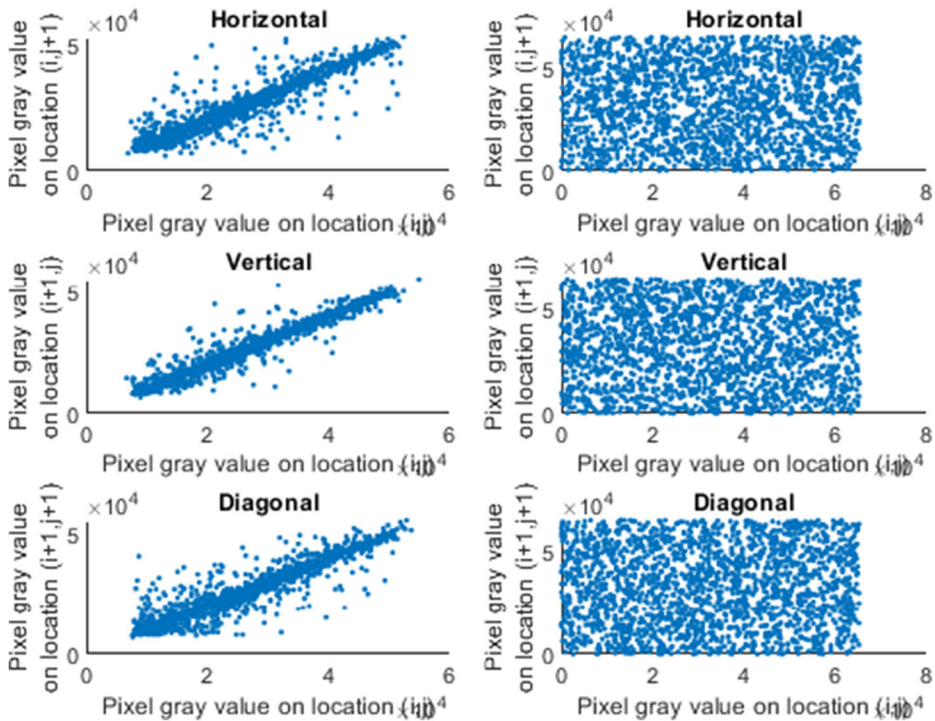 Horizontal
× 10⁴
Pixel gray value
on location (i,j+1)
5
0
0 2 4 6
Pixel gray value on location (i,j)
× 10⁴
Horizontal
× 10⁴
Pixel gray value
on location (i,j+1)
5
0
0 2 4 6 8
Pixel gray value on location (i,j)
× 10⁴
Vertical
× 10⁴
Pixel gray value
on location (i+1,j)
5
0
0 2 4 6
Pixel gray value on location (i,j)
× 10⁴
Vertical
× 10⁴
Pixel gray value
on location (i+1,j)
5
0
0 2 4 6 8
Pixel gray value on location (i,j)
× 10⁴
Diagonal
× 10⁴
Pixel gray value
on location (i+1,j+1)
5
0
0 2 4 6
Pixel gray value on location (i,j)
× 10⁴
Diagonal
× 10⁴
Pixel gray value
on location (i+1,j+1)
5
0
0 2 4 6 8
Pixel gray value on location (i,j)
× 10⁴